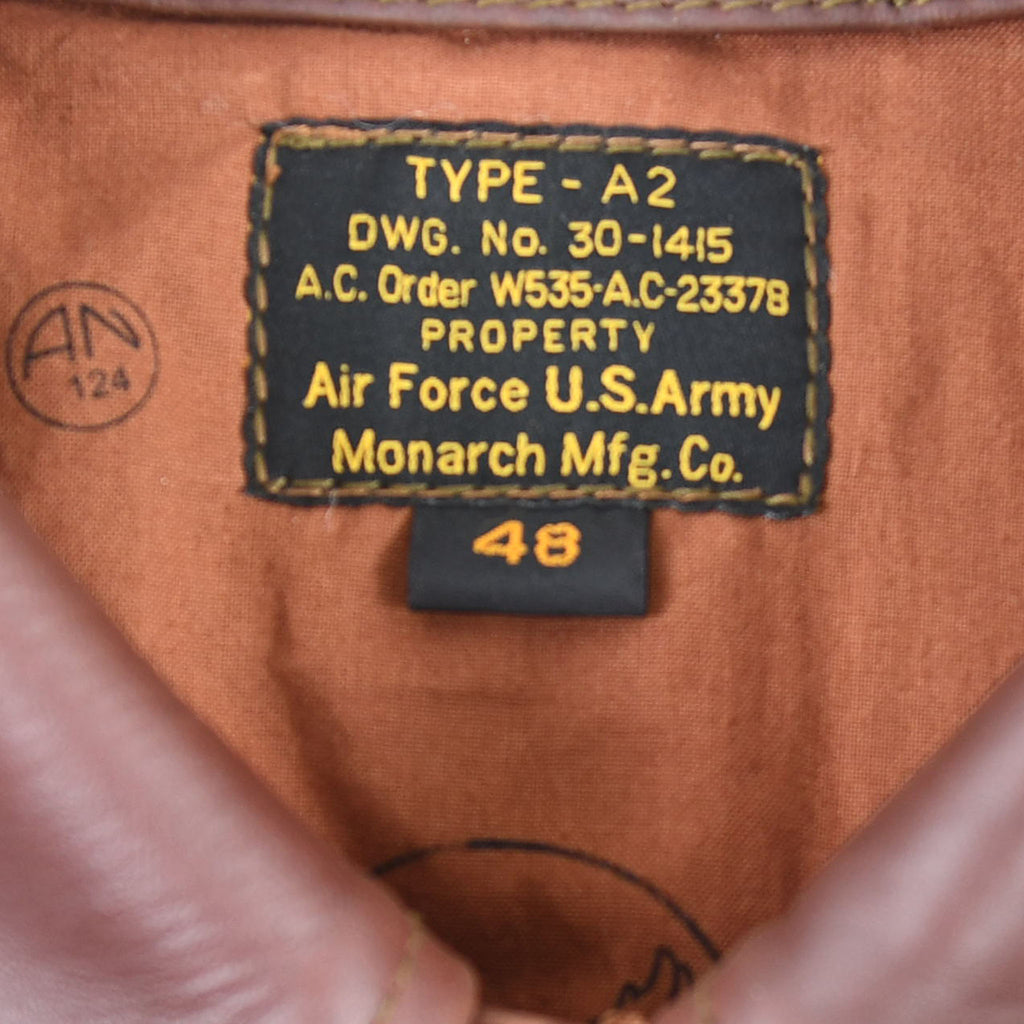 TYPE - A2
DWG. No. 30-1415
A.C. Order W535-A.C-23378
PROPERTY
Air Force U.S.Army
Monarch Mfg. Co.
48
AN
124